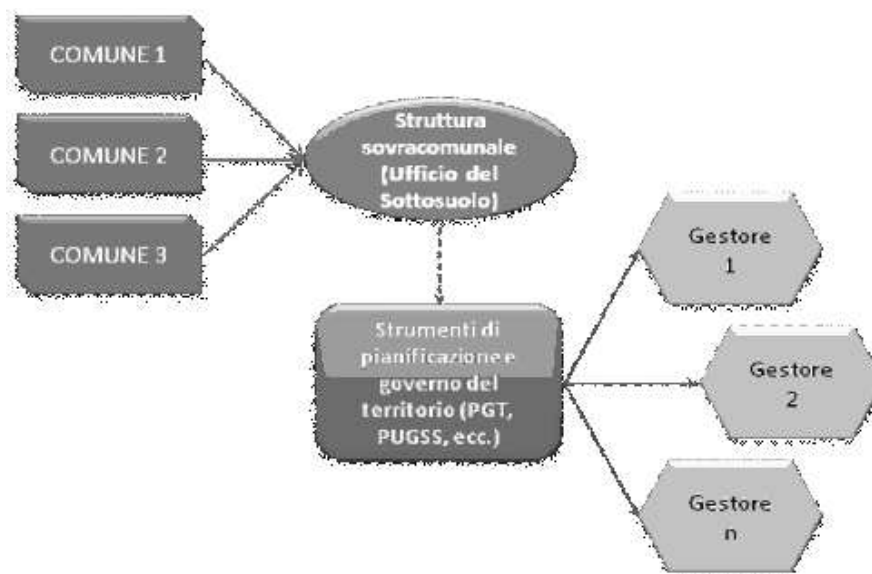 COMUNE 1
COMUNE 2
COMUNE 3
Struttura
sovracomunale
(Ufficio del
Sottosuolo)
Strumenti di
pianificazione e
governo del
territorio (PGT,
PUGSS, ecc.)
Gestore
1
Gestore
2
Gestore
n